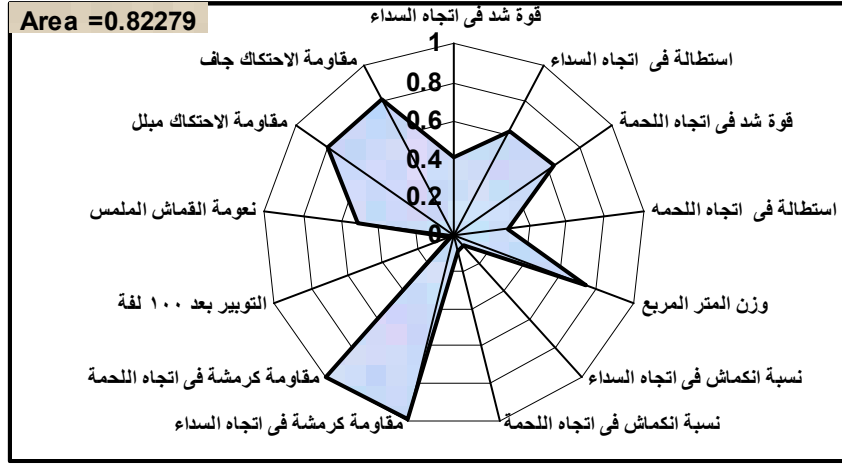 Area =0.82279
قوة شد فى اتجاه السداء
استطالة فى اتجاه السداء
قوة شد فى اتجاه اللحمة
استطالة فى اتجاه اللحمه
وزن المتر المربع
نسبة انكماش فى اتجاه السداء
نسبة انكماش فى اتجاه اللحمة
مقاومة كرمشة فى اتجاه السداء
مقاومة كرمشة فى اتجاه اللحمة
التوبير بعد ١٠٠ لفة
نعومة القماش الملمس
مقاومة الاحتكاك مبلل
مقاومة الاحتكاك جاف
1
0.8
0.6
0.4
0.2
0